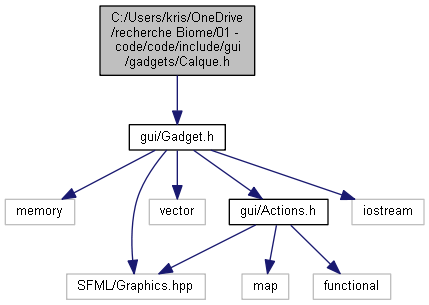 C:/Users/kris/OneDrive
/recherche Biome/01 -
code/code/include/gui
/gadgets/Calque.h
gui/Gadget.h
memory
vector
gui/Actions.h
iostream
SFML/Graphics.hpp
map
functional